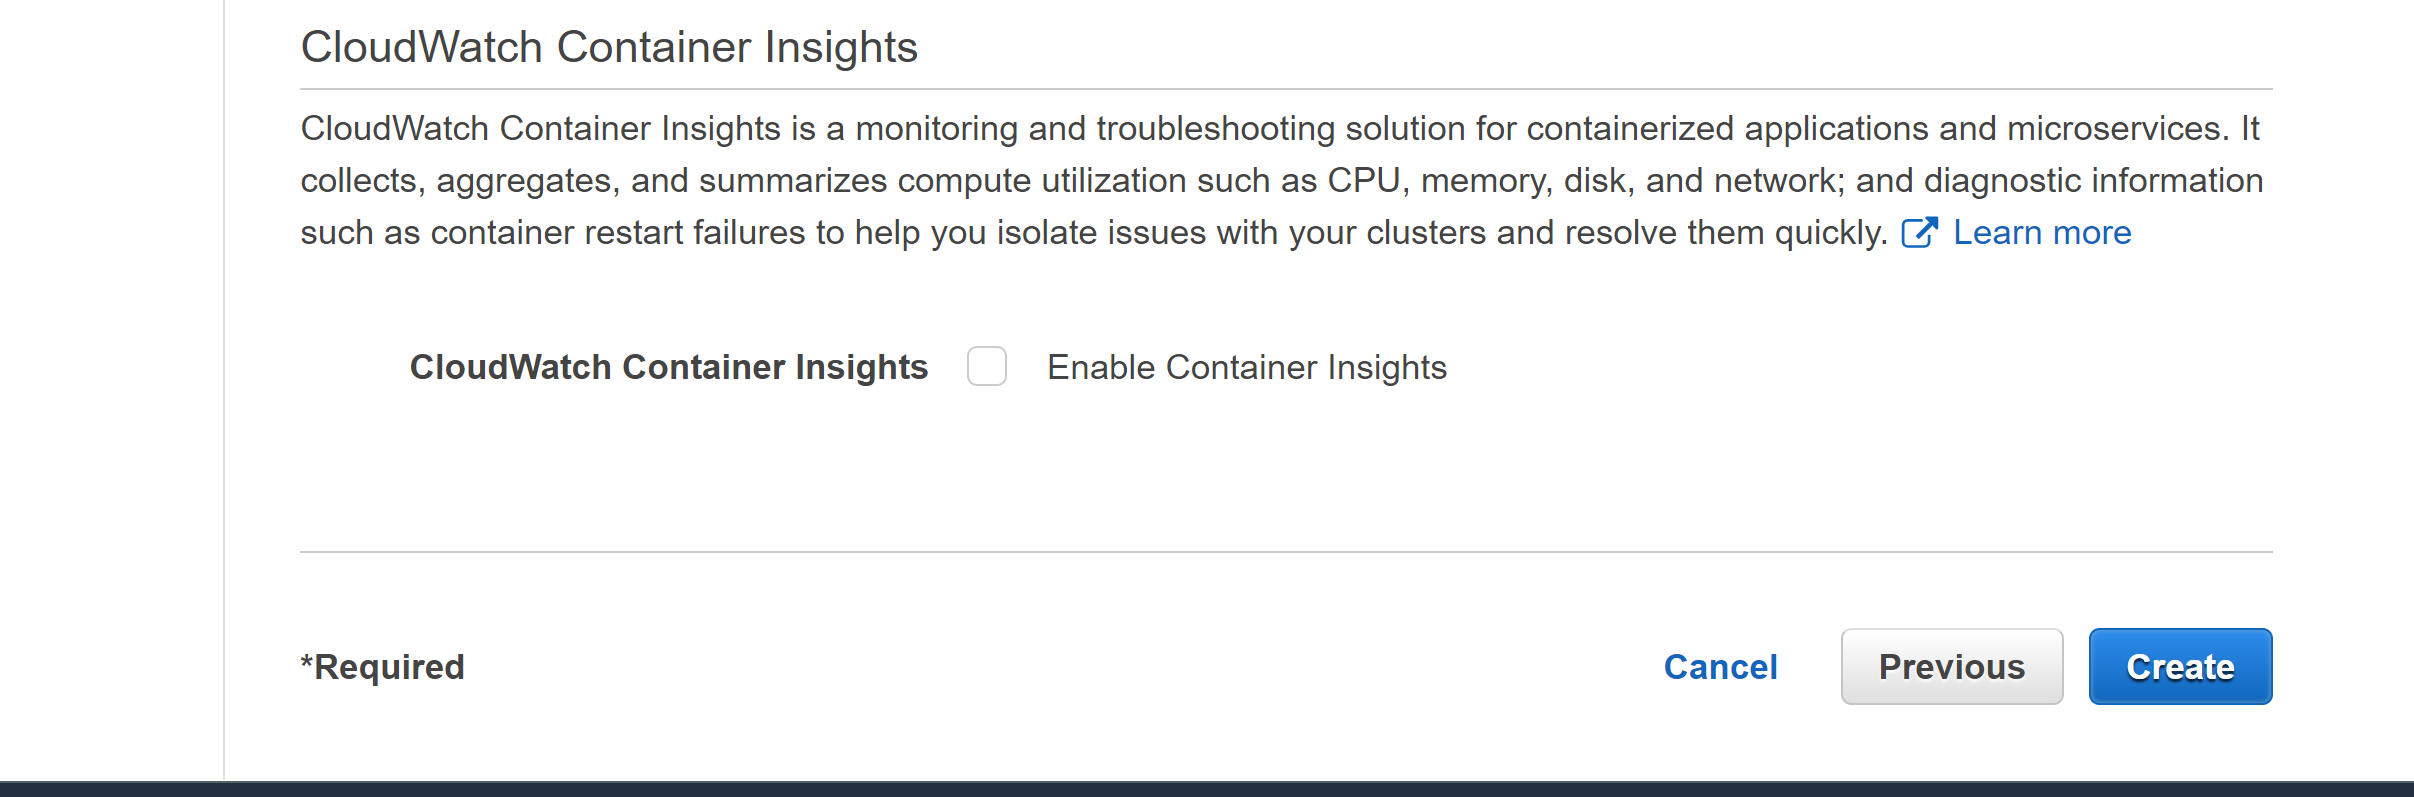 CloudWatch Container Insights
CloudWatch Container Insights is a monitoring and troubleshooting solution for containerized applications and microservices. It
collects, aggregates, and summarizes compute utilization such as CPU, memory, disk, and network; and diagnostic information
such as container restart failures to help you isolate issues with your clusters and resolve them quickly. Learn more
CloudWatch Container Insights Enable Container Insights
*Required Cancel Previous Create